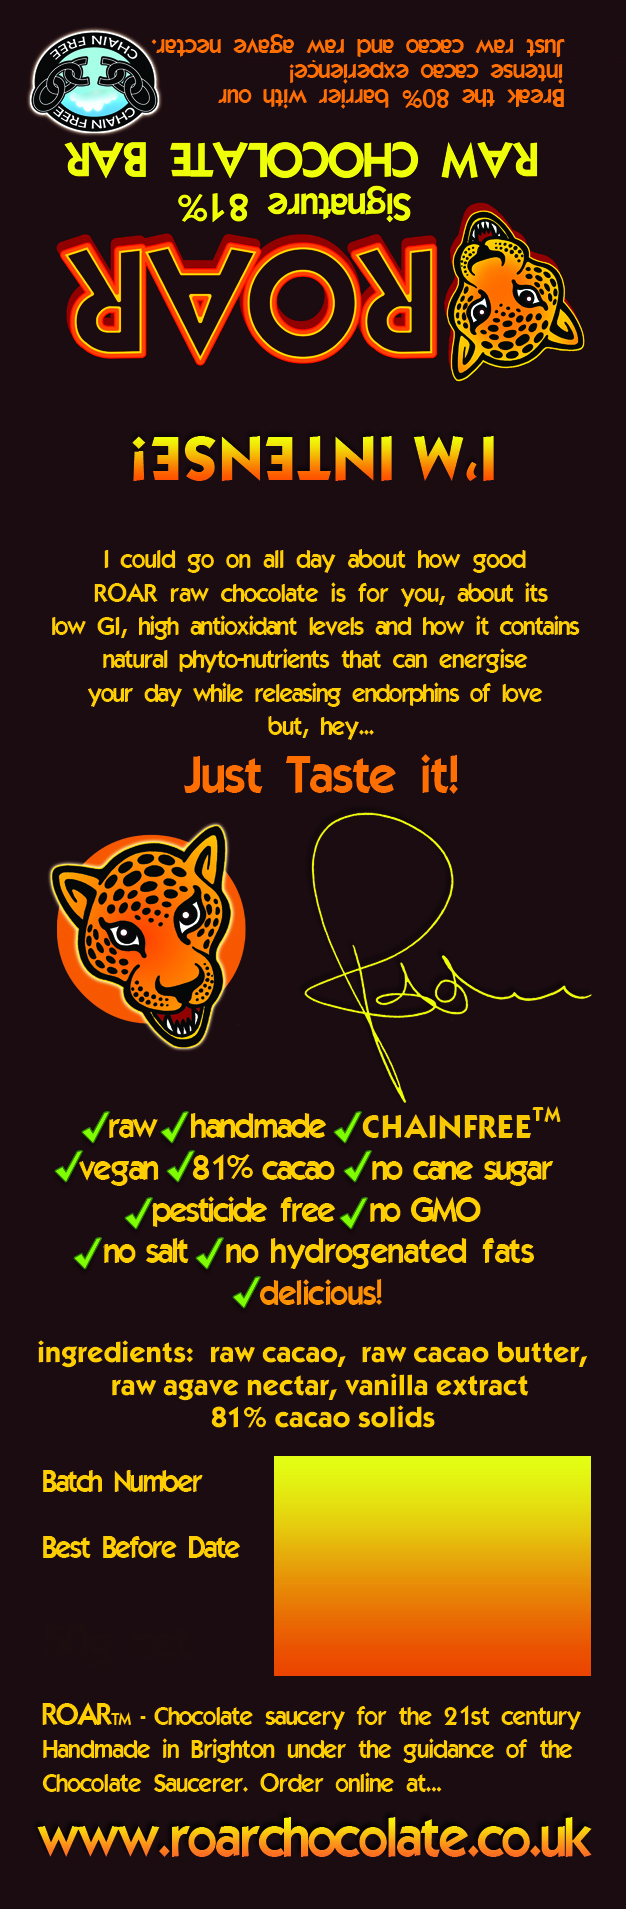 CHAIN FREE
CHAIN FREE
Break the 80% barrier with our
intense cacao experience!
Just raw cacao and raw agave nectar.
RAW CHOCOLATE BAR
Signature 81%
ROAR
I'M INTENSE!
I could go on all day about how good
ROAR raw chocolate is for you, about its
low GI, high antioxidant levels and how it contains
natural phyto-nutrients that can energise
your day while releasing endorphins of love
but, hey...
Just Taste it!
✓raw ✓handmade ✓CHAINFREE™
✓vegan ✓81% cacao ✓no cane sugar
✓pesticide free ✓no GMO
✓no salt ✓no hydrogenated fats
✓delicious!
ingredients: raw cacao, raw cacao butter,
raw agave nectar, vanilla extract
81% cacao solids
Batch Number
Best Before Date
ROAR™ - Chocolate saucery for the 21st century
Handmade in Brighton under the guidance of the
Chocolate Saucerer. Order online at...
www.roarchocolate.co.uk